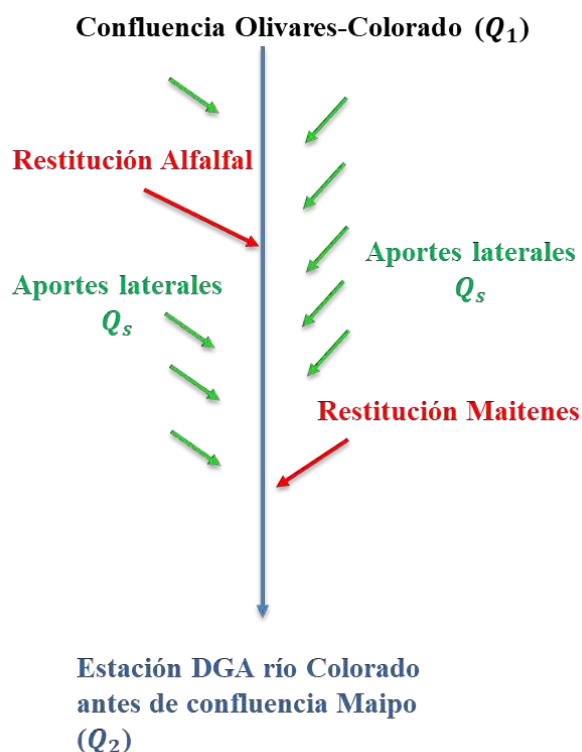 Confluencia Olivares-Colorado (Q₁)
Restitución Alfalfal
Aportes laterales
Qₛ
Aportes laterales
Qₛ
Restitución Maitenes
Estación DGA río Colorado
antes de confluencia Maipo
(Q₂)